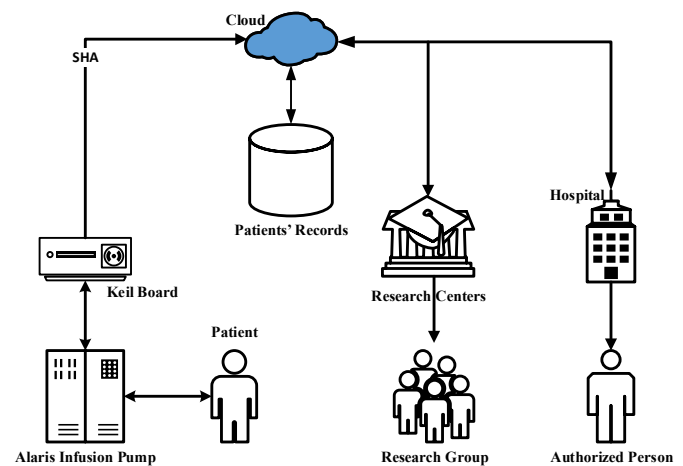 Cloud
SHA
Hospital
Patients' Records
Keil Board
Research Centers
Patient
Alaris Infusion Pump
Research Group
Authorized Person